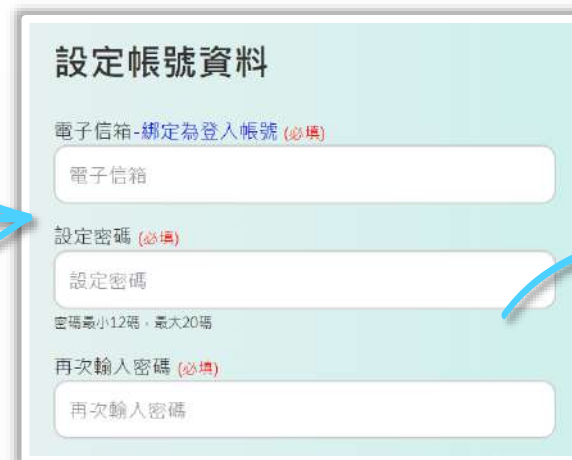 設定帳號資料
電子信箱-綁定為登入帳號 (必填)
電子信箱
設定密碼 (必填)
設定密碼
密碼最小12碼，最大20碼
再次輸入密碼 (必填)
再次輸入密碼